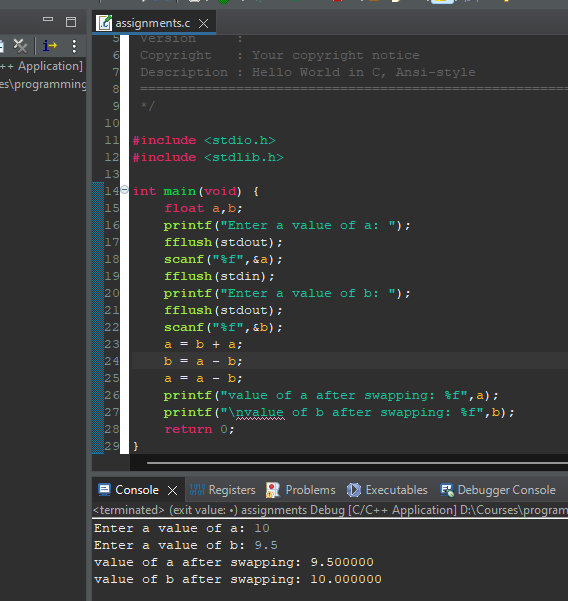 assignments.c
++ Application]
es\programming
5 Version :
6 Copyright : Your copyright notice
7 Description : Hello World in C, Ansi-style
8 ============================================================
9 */
10
11 #include <stdio.h>
12 #include <stdlib.h>
13
14 int main(void) {
15 float a,b;
16 printf("Enter a value of a: ");
17 fflush(stdout);
18 scanf("%f",&a);
19 fflush(stdin);
20 printf("Enter a value of b: ");
21 fflush(stdout);
22 scanf("%f",&b);
23 a = b + a;
24 b = a - b;
25 a = a - b;
26 printf("value of a after swapping: %f",a);
27 printf("\nvalue of b after swapping: %f",b);
28 return 0;
29 }
Console Registers Problems Executables Debugger Console
<terminated> (exit value: •) assignments Debug [C/C++ Application] D:\Courses\program
Enter a value of a: 10
Enter a value of b: 9.5
value of a after swapping: 9.500000
value of b after swapping: 10.000000